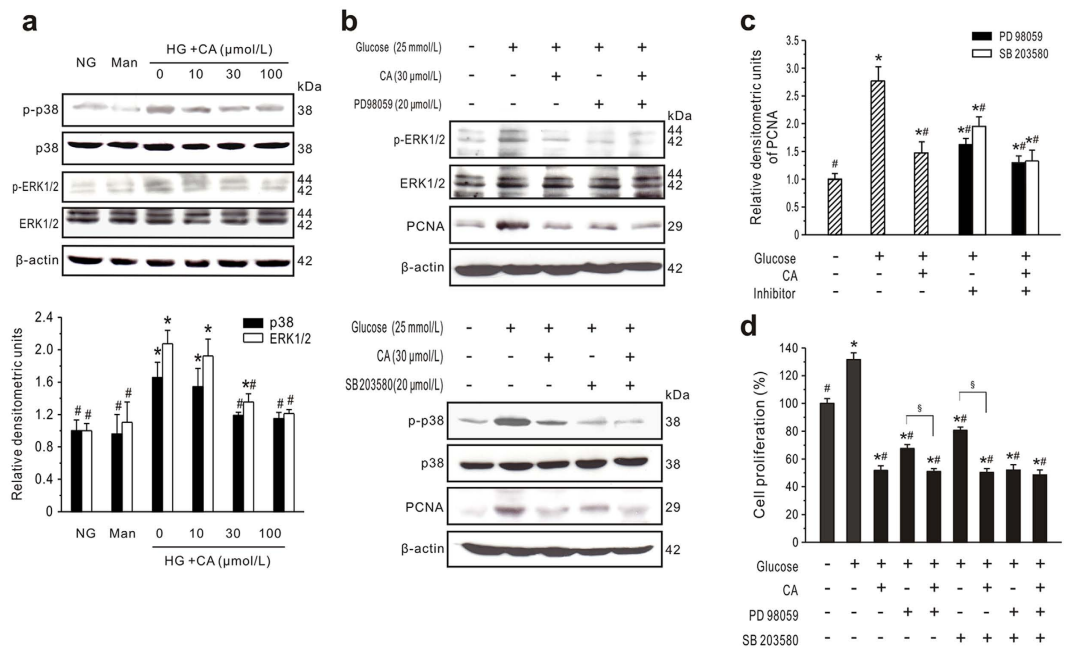 a
HG +CA (μmol/L)
NG Man 0 10 30 100
kDa
p-p38 38
p38 38
p-ERK1/2 44
42
ERK1/2 44
42
β-actin 42
Relative densitometric units
2.4
2.0
1.6
1.2
0.8
0.4
0
p38
ERK1/2
# # # # * * * * # *# # #
NG Man 0 10 30 100
HG +CA (μmol/L)
b
Glucose (25 mmol/L) - + + + +
CA (30 μmol/L) - - + - +
PD98059 (20 μmol/L) - - - + +
kDa
p-ERK1/2 44
42
ERK1/2 44
42
PCNA 29
β-actin 42
Glucose (25 mmol/L) - + + + +
CA (30 μmol/L) - - + - +
SB203580(20 μmol/L) - - - + +
kDa
p-p38 38
p38 38
PCNA 29
β-actin 42
c
Relative densitometric units
of PCNA
3.5
3.0
2.5
2.0
1.5
1.0
0.5
0
PD 98059
SB 203580
# * *# *# *# *# *#
Glucose - + + + +
CA - - + - +
Inhibitor - - - + +
d
Cell proliferation (%)
140
120
100
80
60
40
20
0
# * *# *# *# *# *# *# *#
§ §
Glucose - + + + + + + + +
CA - - + - + - + - +
PD 98059 - - - + + - - + +
SB 203580 - - - - - + + + +